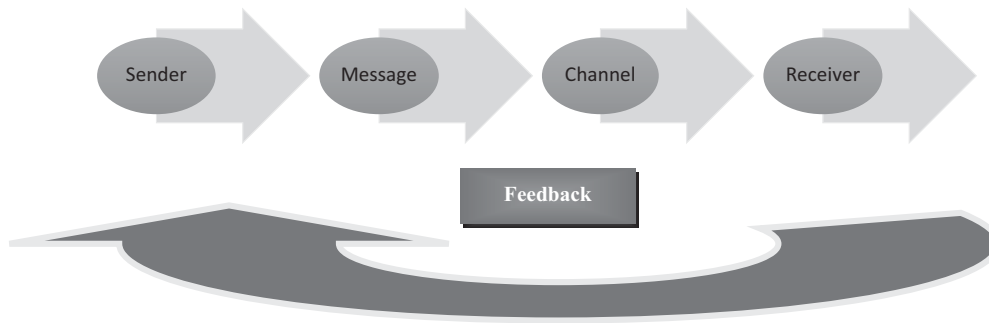 Sender
Message
Channel
Receiver
Feedback